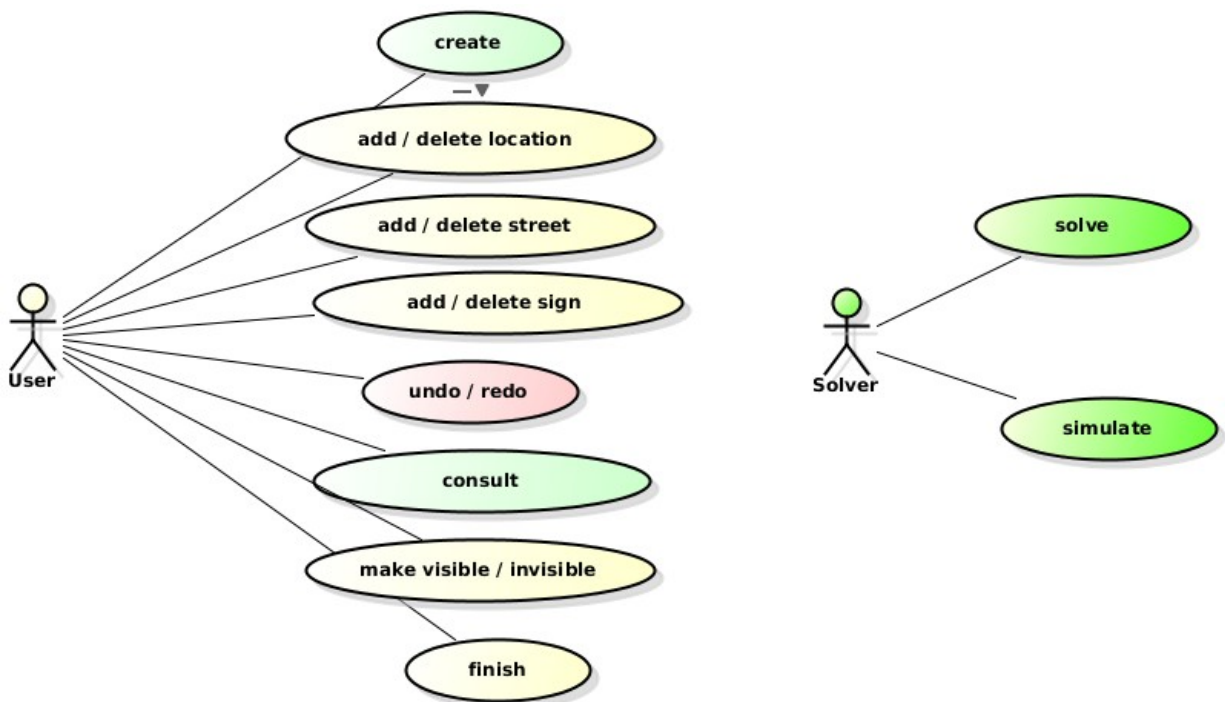 create
add / delete location
add / delete street
add / delete sign
undo / redo
consult
make visible / invisible
finish
User
solve
simulate
Solver